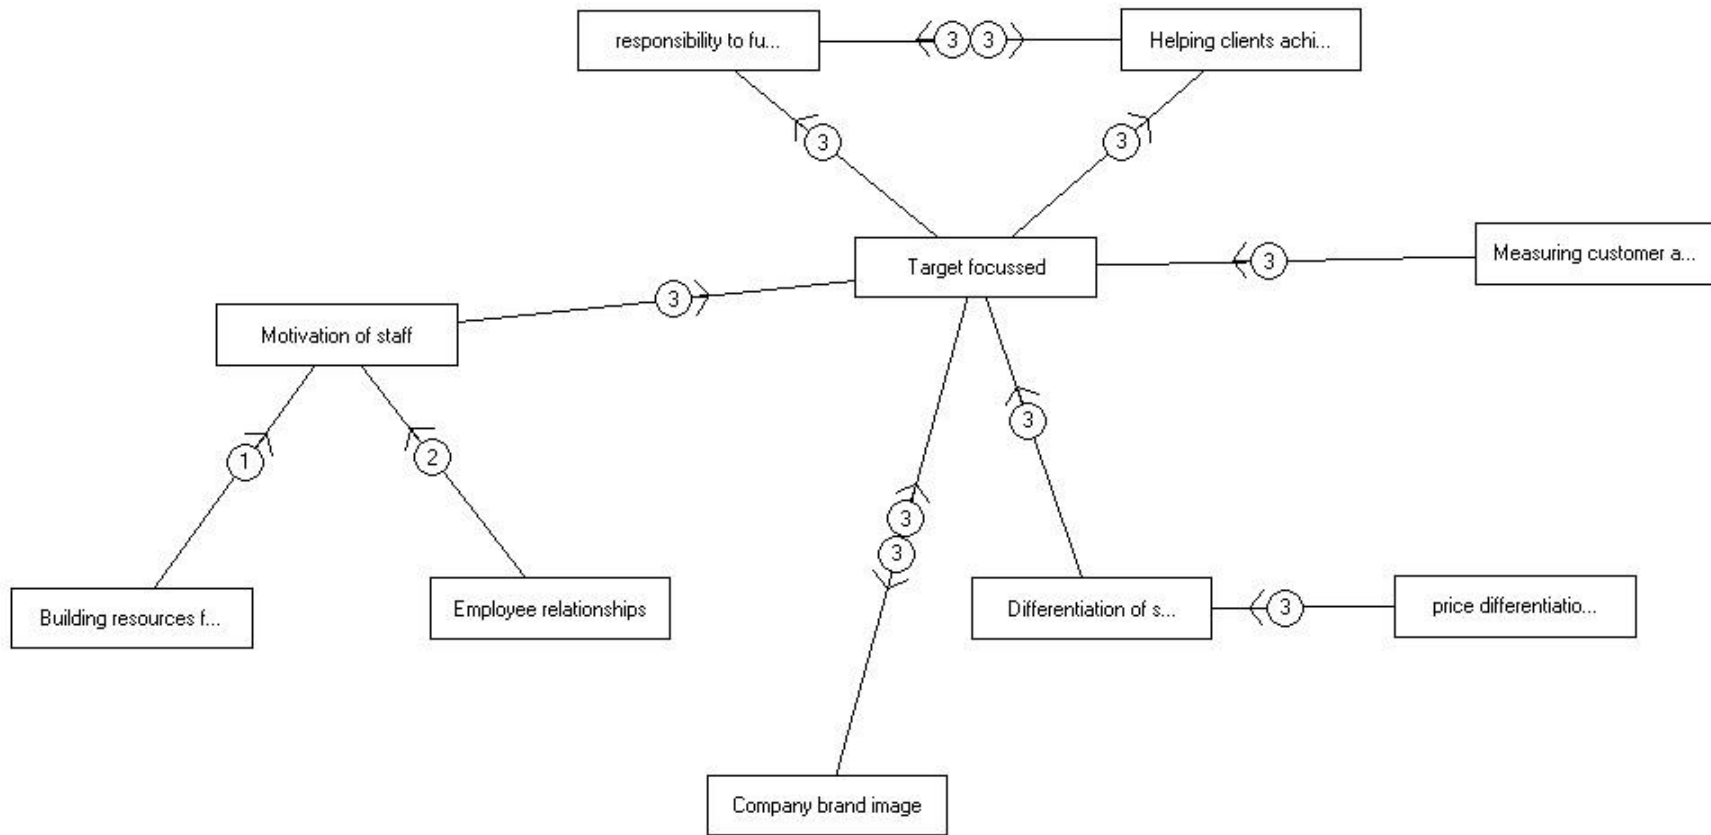 responsibility to fu...
3
3
Helping clients achi...
3
3
Target focussed
3
Measuring customer a...
3
Motivation of staff
3
1
2
3
3
Building resources f...
Employee relationships
Differentiation of s...
3
price differentiatio...
Company brand image